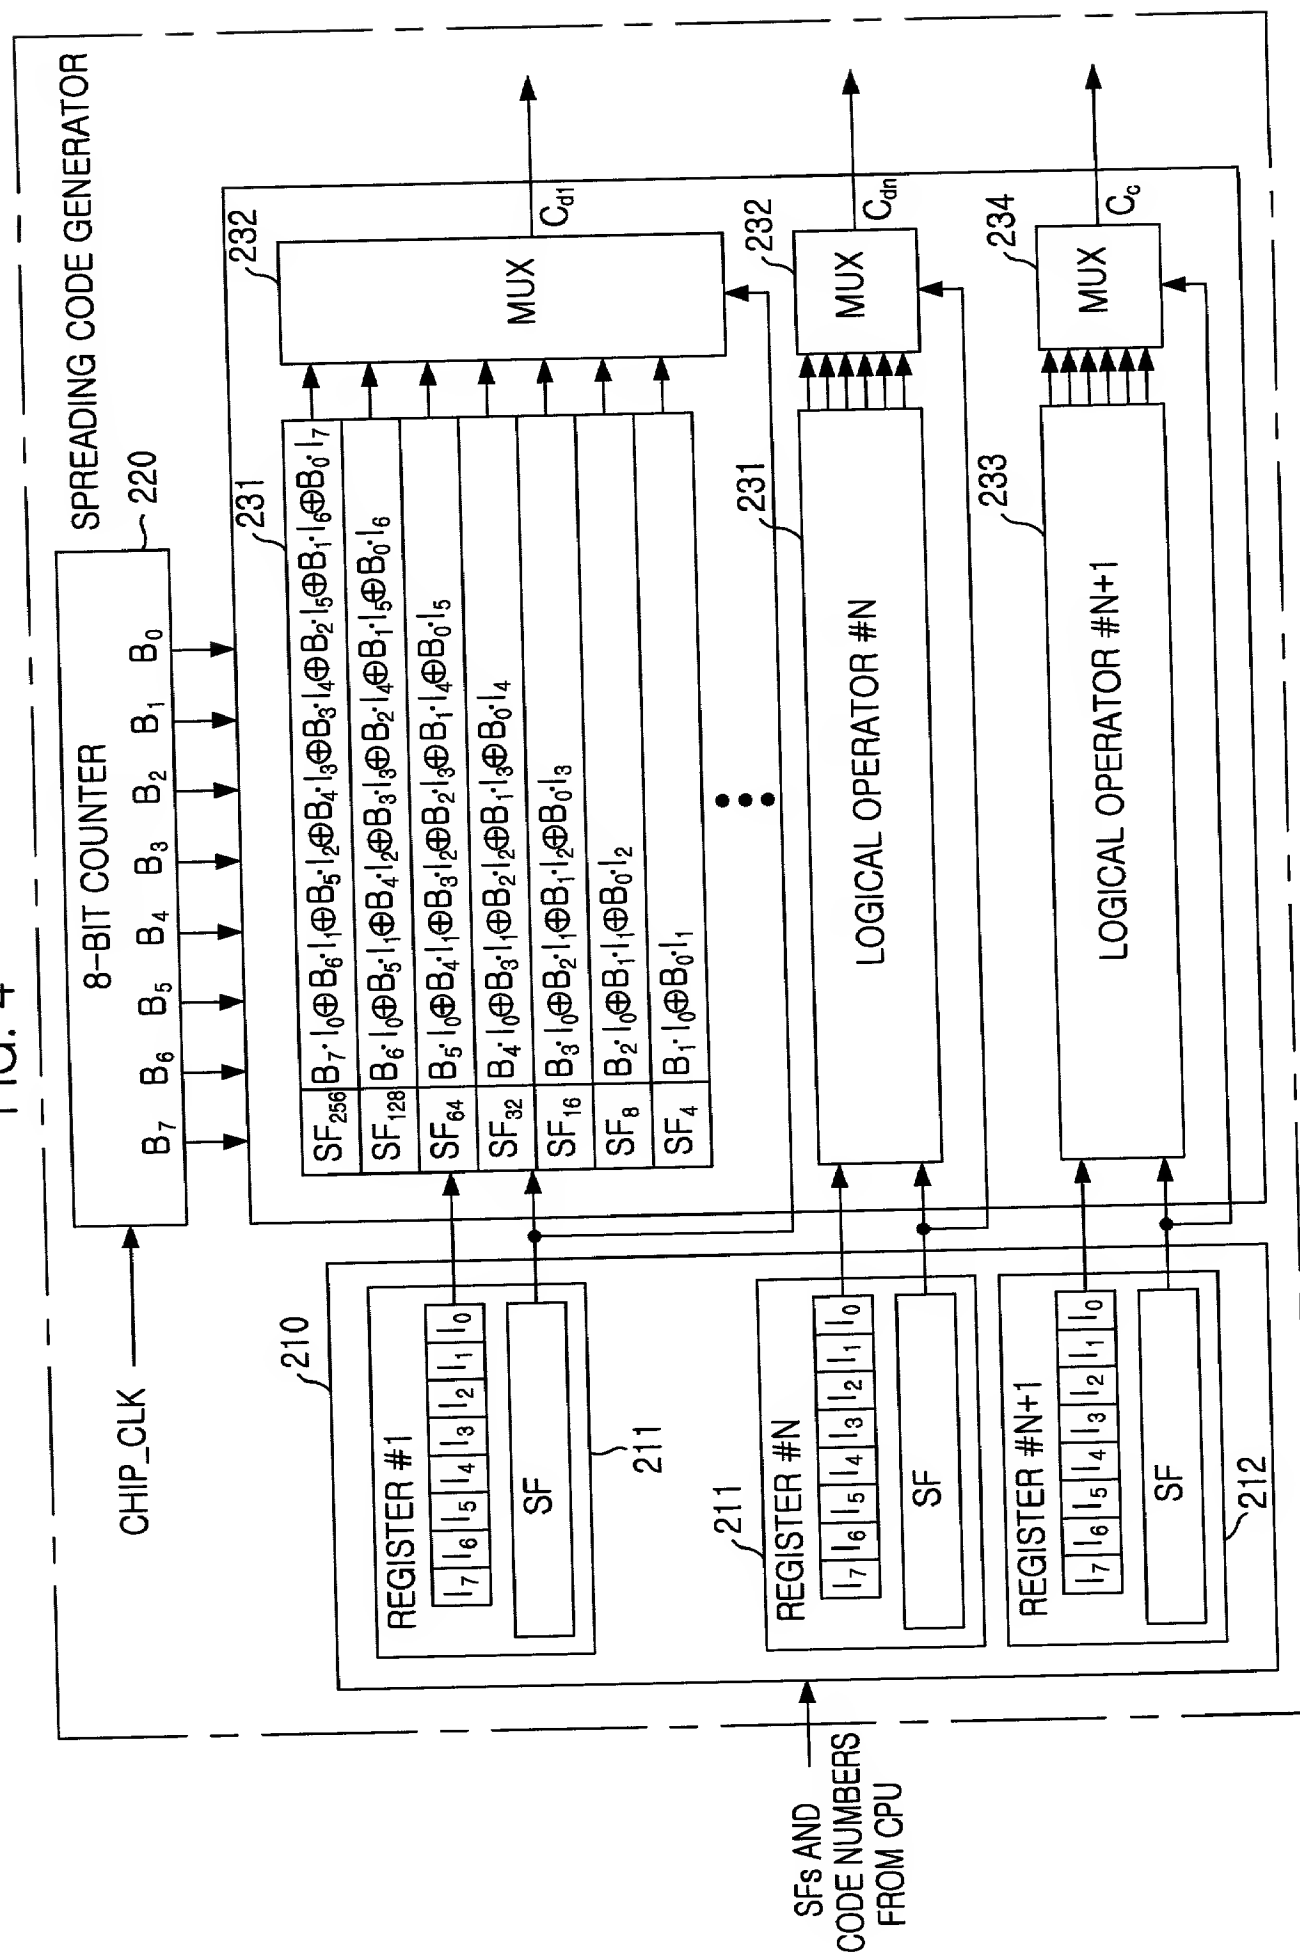 FIG. 4
SPREADING CODE GENERATOR
CHIP_CLK
8-BIT COUNTER
220
B7 B6 B5 B4 B3 B2 B1 B0
210
REGISTER #1
I7 I6 I5 I4 I3 I2 I1 I0
SF
211
231
SF256 B7·I0⊕B6·I1⊕B5·I2⊕B4·I3⊕B3·I4⊕B2·I5⊕B1·I6⊕B0·I7
SF128 B6·I0⊕B5·I1⊕B4·I2⊕B3·I3⊕B2·I4⊕B1·I5⊕B0·I6
SF64 B5·I0⊕B4·I1⊕B3·I2⊕B2·I3⊕B1·I4⊕B0·I5
SF32 B4·I0⊕B3·I1⊕B2·I2⊕B1·I3⊕B0·I4
SF16 B3·I0⊕B2·I1⊕B1·I2⊕B0·I3
SF8 B2·I0⊕B1·I1⊕B0·I2
SF4 B1·I0⊕B0·I1
232
MUX
Cd1
SFs AND
CODE NUMBERS
FROM CPU
211
REGISTER #N
I7 I6 I5 I4 I3 I2 I1 I0
SF
231
LOGICAL OPERATOR #N
232
MUX
Cdn
REGISTER #N+1
I7 I6 I5 I4 I3 I2 I1 I0
SF
212
233
LOGICAL OPERATOR #N+1
234
MUX
Cc